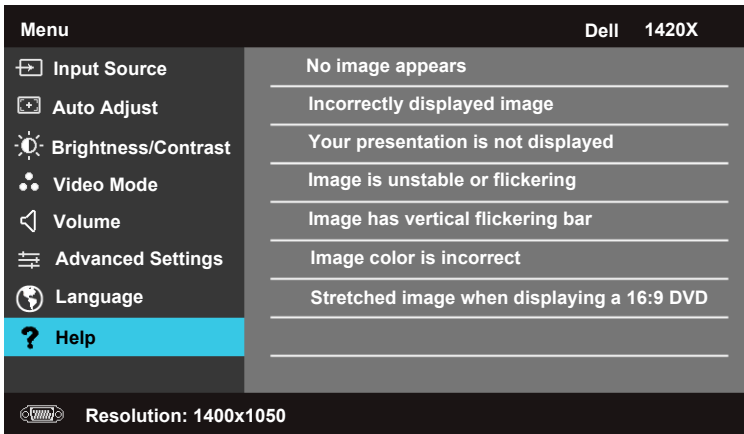 Menu
Dell 1420X
Input Source
Auto Adjust
Brightness/Contrast
Video Mode
Volume
Advanced Settings
Language
? Help
No image appears
Incorrectly displayed image
Your presentation is not displayed
Image is unstable or flickering
Image has vertical flickering bar
Image color is incorrect
Stretched image when displaying a 16:9 DVD
Resolution: 1400x1050